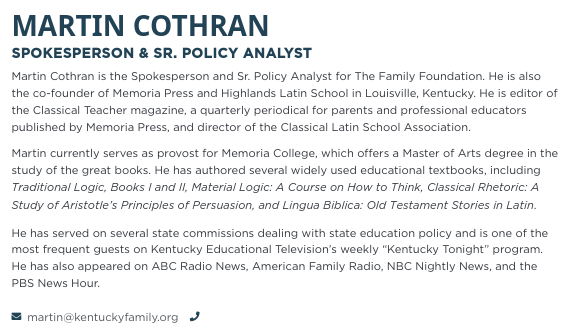 MARTIN COTHRAN
SPOKESPERSON & SR. POLICY ANALYST
Martin Cothran is the Spokesperson and Sr. Policy Analyst for The Family Foundation. He is also
the co-founder of Memoria Press and Highlands Latin School in Louisville, Kentucky. He is editor of
the Classical Teacher magazine, a quarterly periodical for parents and professional educators
published by Memoria Press, and director of the Classical Latin School Association.
Martin currently serves as provost for Memoria College, which offers a Master of Arts degree in the
study of the great books. He has authored several widely used educational textbooks, including
Traditional Logic, Books I and II, Material Logic: A Course on How to Think, Classical Rhetoric: A
Study of Aristotle's Principles of Persuasion, and Lingua Biblica: Old Testament Stories in Latin.
He has served on several state commissions dealing with state education policy and is one of the
most frequent guests on Kentucky Educational Television's weekly "Kentucky Tonight" program.
He has also appeared on ABC Radio News, American Family Radio, NBC Nightly News, and the
PBS News Hour.
martin@kentuckyfamily.org